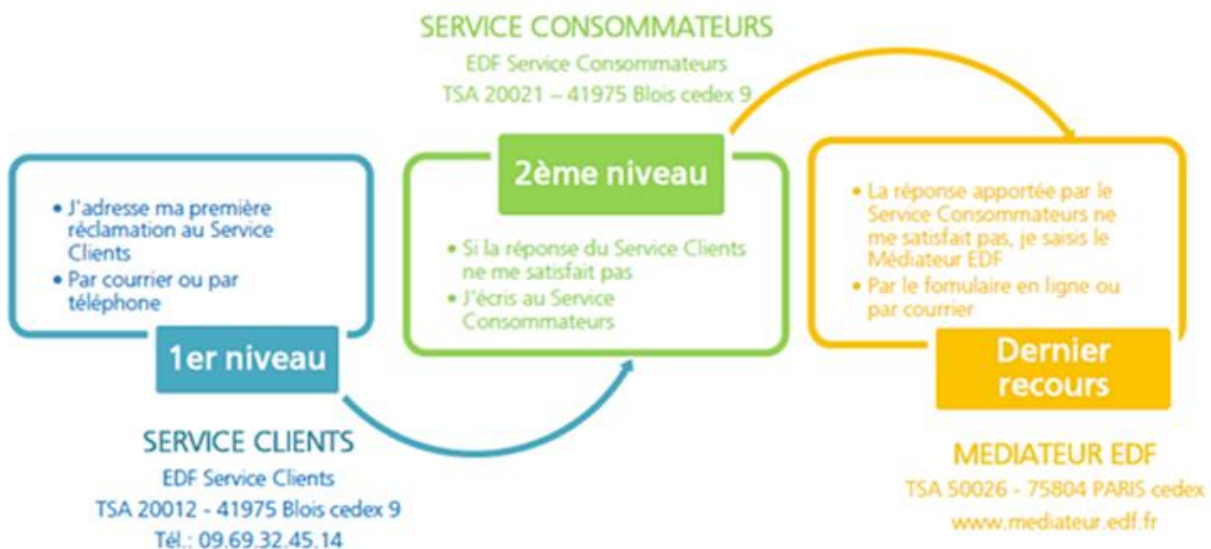 SERVICE CONSOMMATEURS
EDF Service Consommateurs
TSA 20021 – 41975 Blois cedex 9
• J'adresse ma première
réclamation au Service
Clients
• Par courrier ou par
téléphone
1er niveau
SERVICE CLIENTS
EDF Service Clients
TSA 20012 - 41975 Blois cedex 9
Tél.: 09.69.32.45.14
2ème niveau
• Si la réponse du Service Clients
ne me satisfait pas
• J'écris au Service
Consommateurs
• La réponse apportée par le
Service Consommateurs ne
me satisfait pas, je saisis le
Médiateur EDF
• Par le fomulaire en ligne ou
par courrier
Dernier
recours
MEDIATEUR EDF
TSA 50026 - 75804 PARIS cedex
www.mediateur.edf.fr